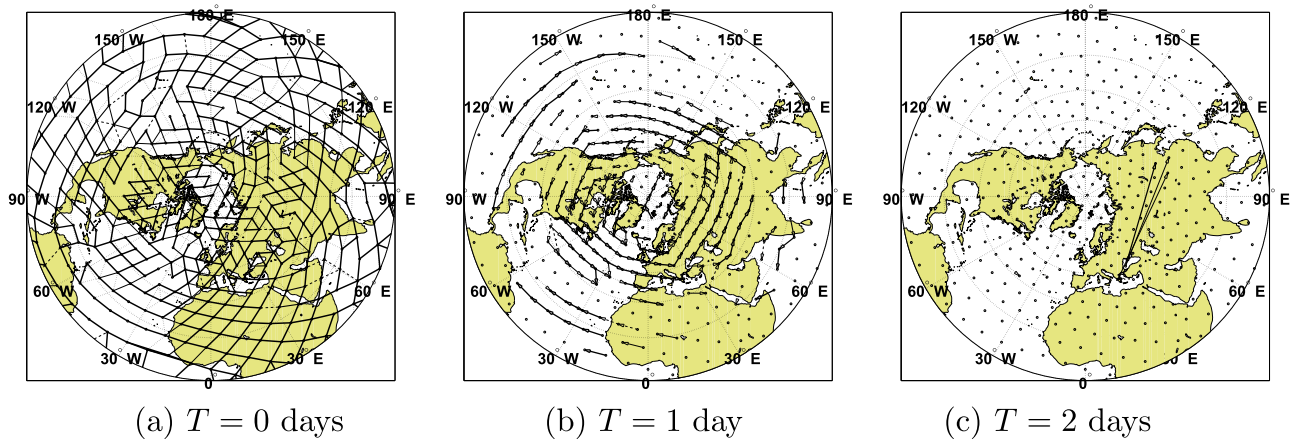 180 °E
150 °W
150 °E
120 °W
120 °E
90 °W
90 °E
60 °W
60 °E
30 °W
30 °E
0°
180 °E
150 °W
150 °E
120 °W
120 °E
90 °W
90 °E
60 °W
60 °E
30 °W
30 °E
0°
180 °E
150 °W
150 °E
120 °W
120 °E
90 °W
90 °E
60 °W
60 °E
30 °W
0°
(a) T = 0 days
(b) T = 1 day
(c) T = 2 days